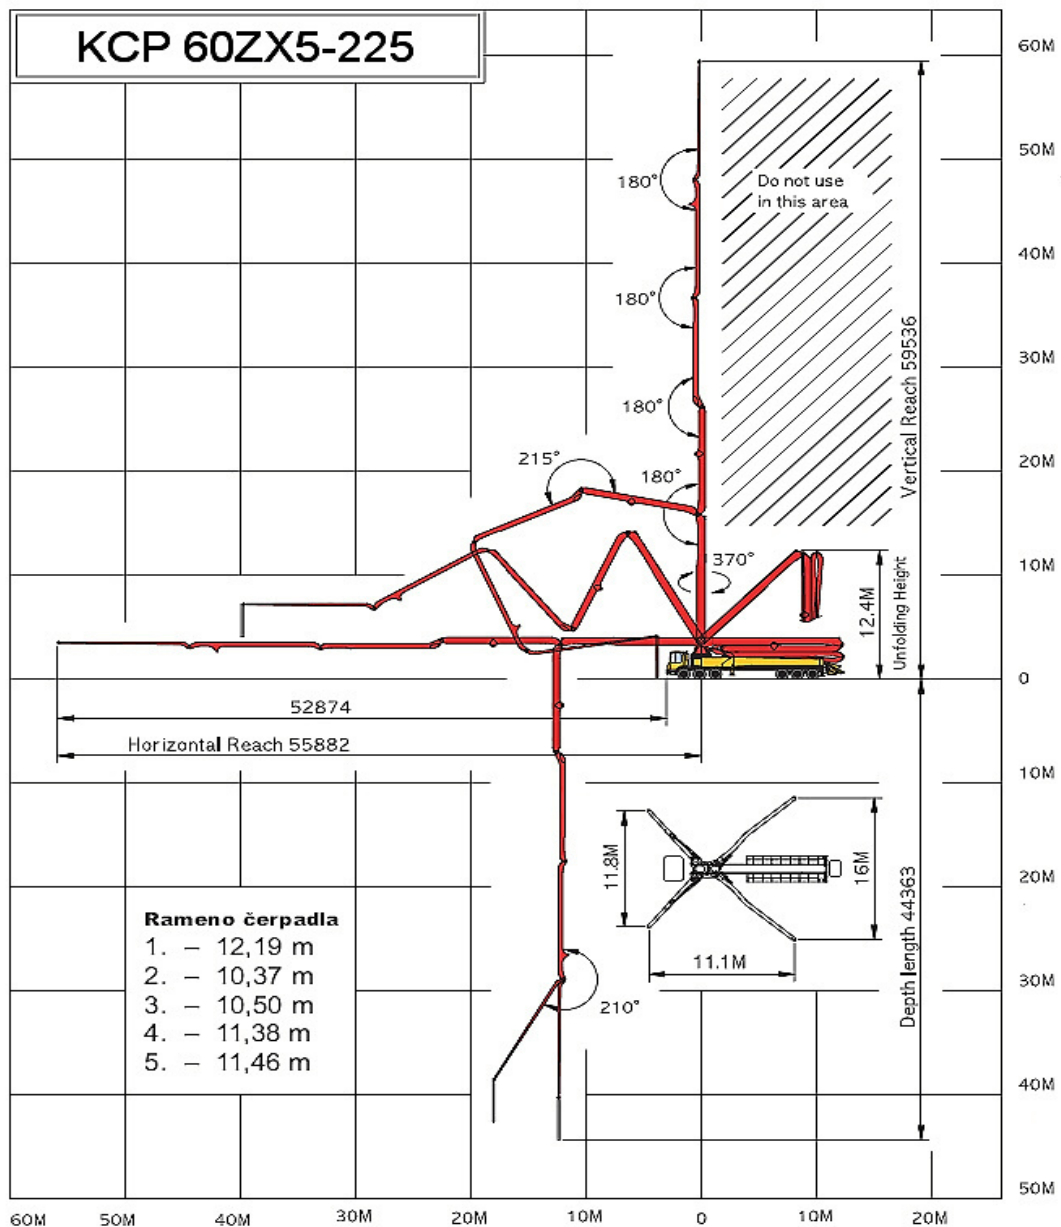 KCP 60ZX5-225
60M
50M
180°
Do not use
in this area
40M
180°
30M
Vertical Reach 59536
180°
20M
215°
180°
10M
370°
12.4M
Unfolding Height
0
52874
Horizontal Reach 55882
10M
11.8M
16M
20M
Rameno čerpadla
1. – 12,19 m
2. – 10,37 m
3. – 10,50 m
4. – 11,38 m
5. – 11,46 m
11.1M
Depth length 44363
30M
210°
40M
50M
60M
50M
40M
30M
20M
10M
0
10M
20M